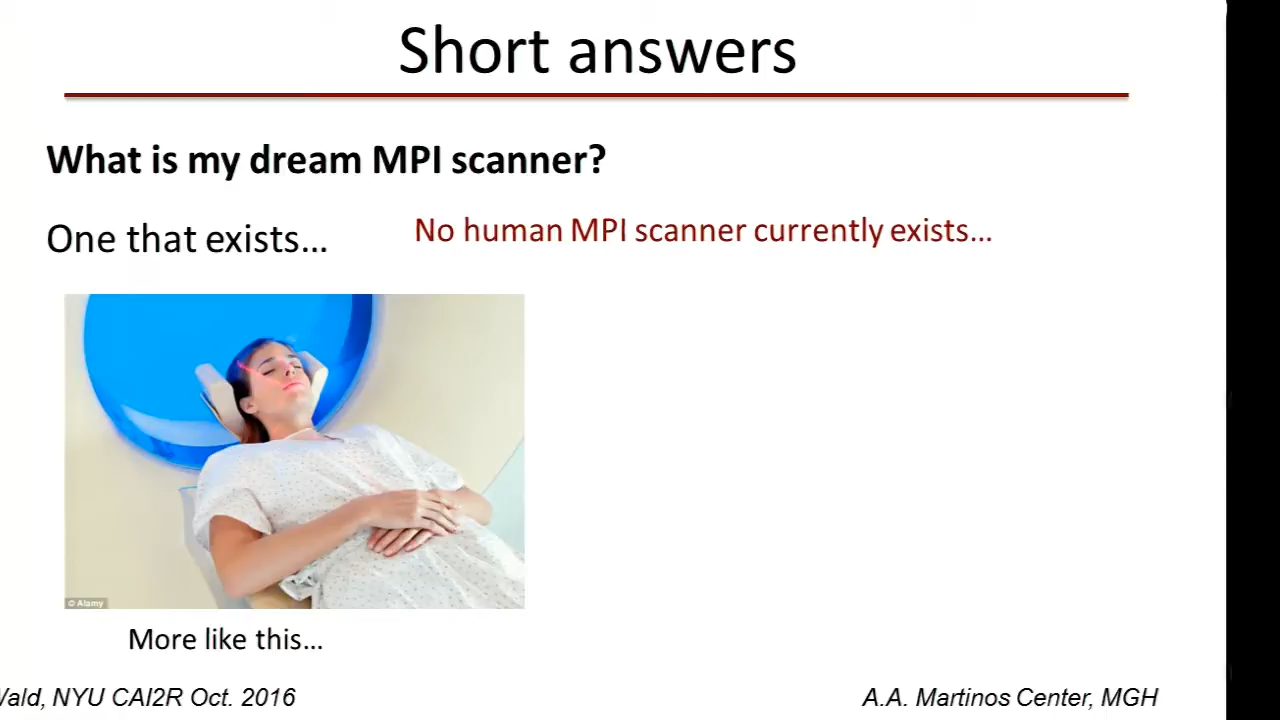 Short answers
What is my dream MPI scanner?
One that exists...
No human MPI scanner currently exists...
© Alamy
More like this...
Wald, NYU CAI2R Oct. 2016
A.A. Martinos Center, MGH